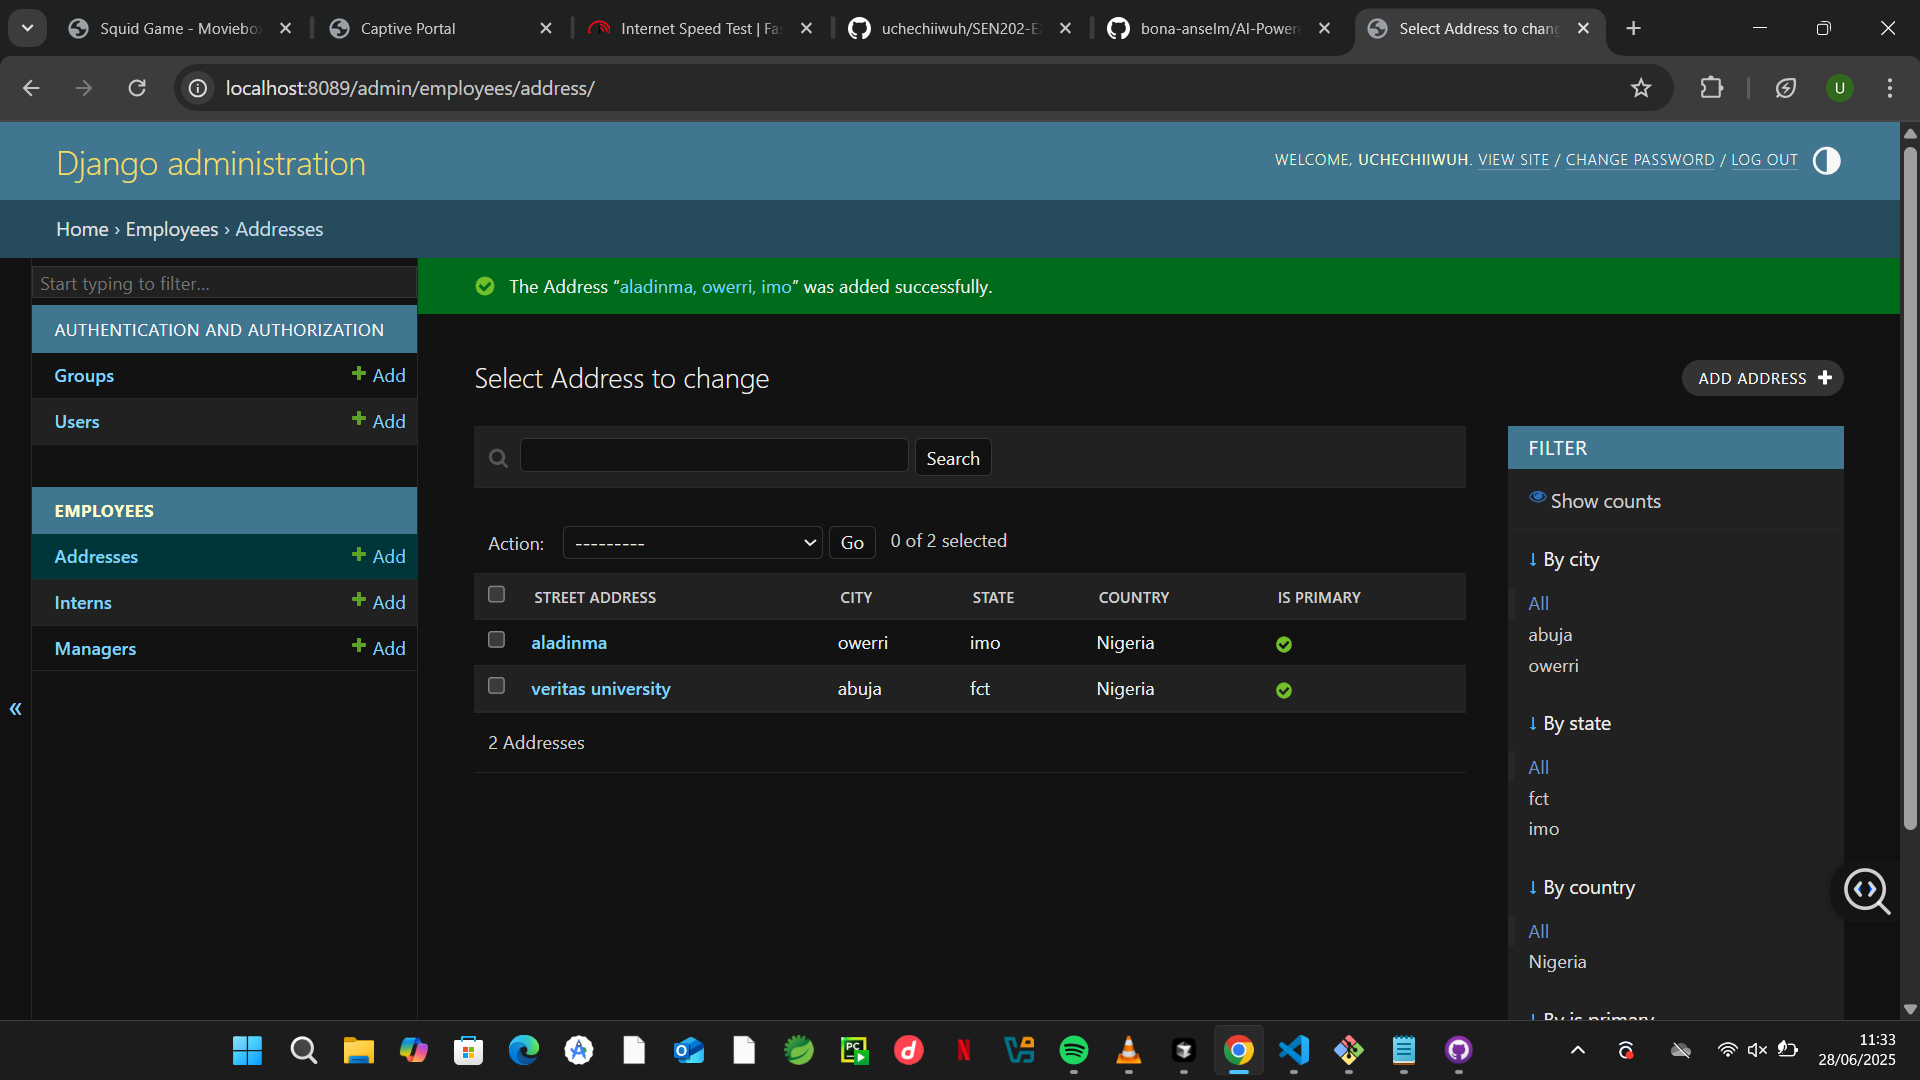 Squid Game - Moviebo
Captive Portal
Internet Speed Test | Fas
uchechiiwuh/SEN202-E
bona-anselm/AI-Power
Select Address to chang
localhost:8089/admin/employees/address/
U
Django administration
WELCOME, UCHECHIIWUH. VIEW SITE / CHANGE PASSWORD / LOG OUT
Home › Employees › Addresses
Start typing to filter...
AUTHENTICATION AND AUTHORIZATION
Groups + Add
Users + Add
EMPLOYEES
Addresses + Add
Interns + Add
Managers + Add
«
The Address “aladinma, owerri, imo” was added successfully.
Select Address to change
ADD ADDRESS +
Search
Action: --------- Go 0 of 2 selected
STREET ADDRESS CITY STATE COUNTRY IS PRIMARY
aladinma owerri imo Nigeria
veritas university abuja fct Nigeria
2 Addresses
FILTER
Show counts
↓ By city
All
abuja
owerri
↓ By state
All
fct
imo
↓ By country
All
Nigeria
↓ By is primary
PC
N
11:33
28/06/2025